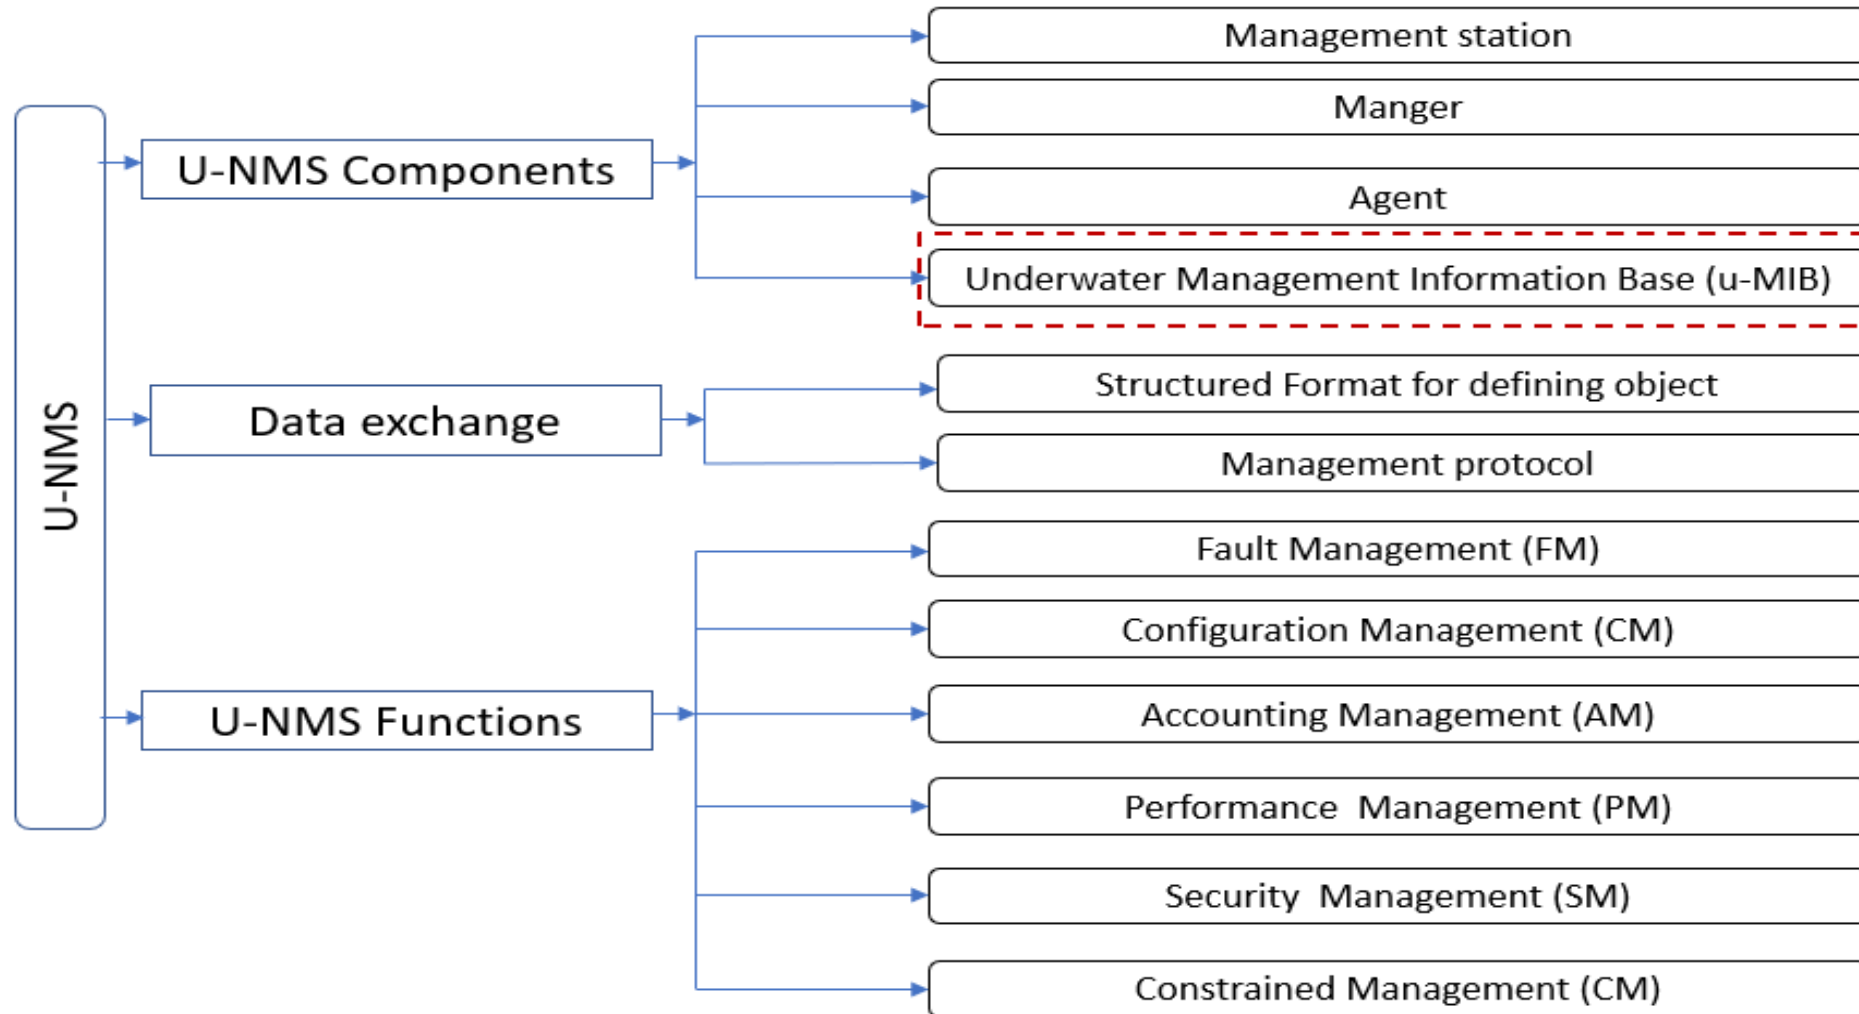 U-NMS
U-NMS Components
Management station
Manger
Agent
Underwater Management Information Base (u-MIB)
Data exchange
Structured Format for defining object
Management protocol
U-NMS Functions
Fault Management (FM)
Configuration Management (CM)
Accounting Management (AM)
Performance  Management (PM)
Security  Management (SM)
Constrained Management (CM)